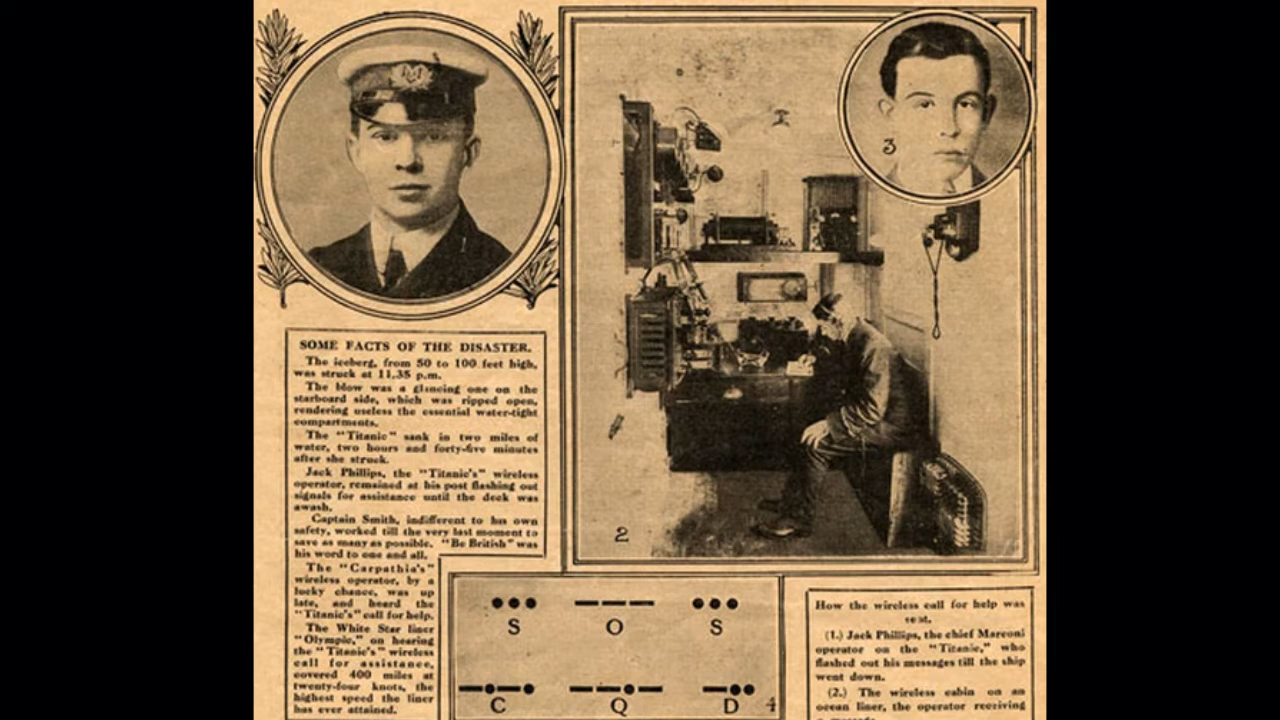 SOME FACTS OF THE DISASTER.
The iceberg, from 50 to 100 feet high,
was struck at 11.35 p.m.
The blow was a glancing one on the
starboard side, which was ripped open,
rendering useless the essential water-tight
compartments.
The "Titanic" sank in two miles of
water, two hours and forty-five minutes
after she struck.
Jack Phillips, the "Titanic's" wireless
operator, remained at his post flashing out
signals for assistance until the deck was
awash.
Captain Smith, indifferent to his own
safety, worked till the very last moment to
save as many as possible. "Be British" was
his word to one and all.
The "Carpathia's"
wireless operator, by a
lucky chance, was up
late, and heard the
"Titanic's" call for help.
The White Star liner
"Olympic," on hearing
the "Titanic's" wireless
call for assistance,
covered 400 miles at
twenty-four knots, the
highest speed the liner
has ever attained.
3
2
S O S
C Q D
4
How the wireless call for help was
sent.
(1.) Jack Phillips, the chief Marconi
operator on the "Titanic," who
flashed out his messages till the ship
went down.
(2.) The wireless cabin on an
ocean liner, the operator receiving
a message.